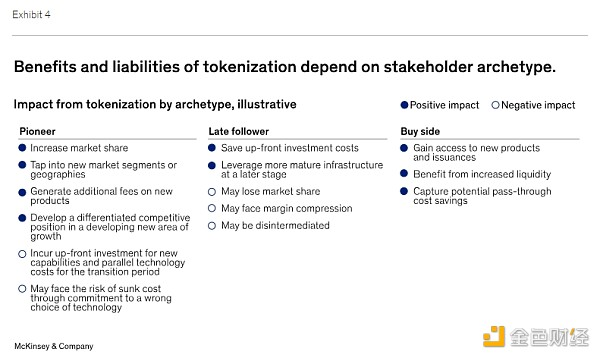 Exhibit 4
Benefits and liabilities of tokenization depend on stakeholder archetype.
Impact from tokenization by archetype, illustrative
Positive impact
Negative impact
Pioneer
Increase market share
Tap into new market segments or
geographies
Generate additional fees on new
products
Develop a differentiated competitive
position in a developing new area of
growth
Incur up-front investment for new
capabilities and parallel technology
costs for the transition period
May face the risk of sunk cost
through commitment to a wrong
choice of technology
Late follower
Save up-front investment costs
Leverage more mature infrastructure
at a later stage
May lose market share
May face margin compression
May be disintermediated
Buy side
Gain access to new products
and issuances
Benefit from increased liquidity
Capture potential pass-through
cost savings
McKinsey & Company
金色财经